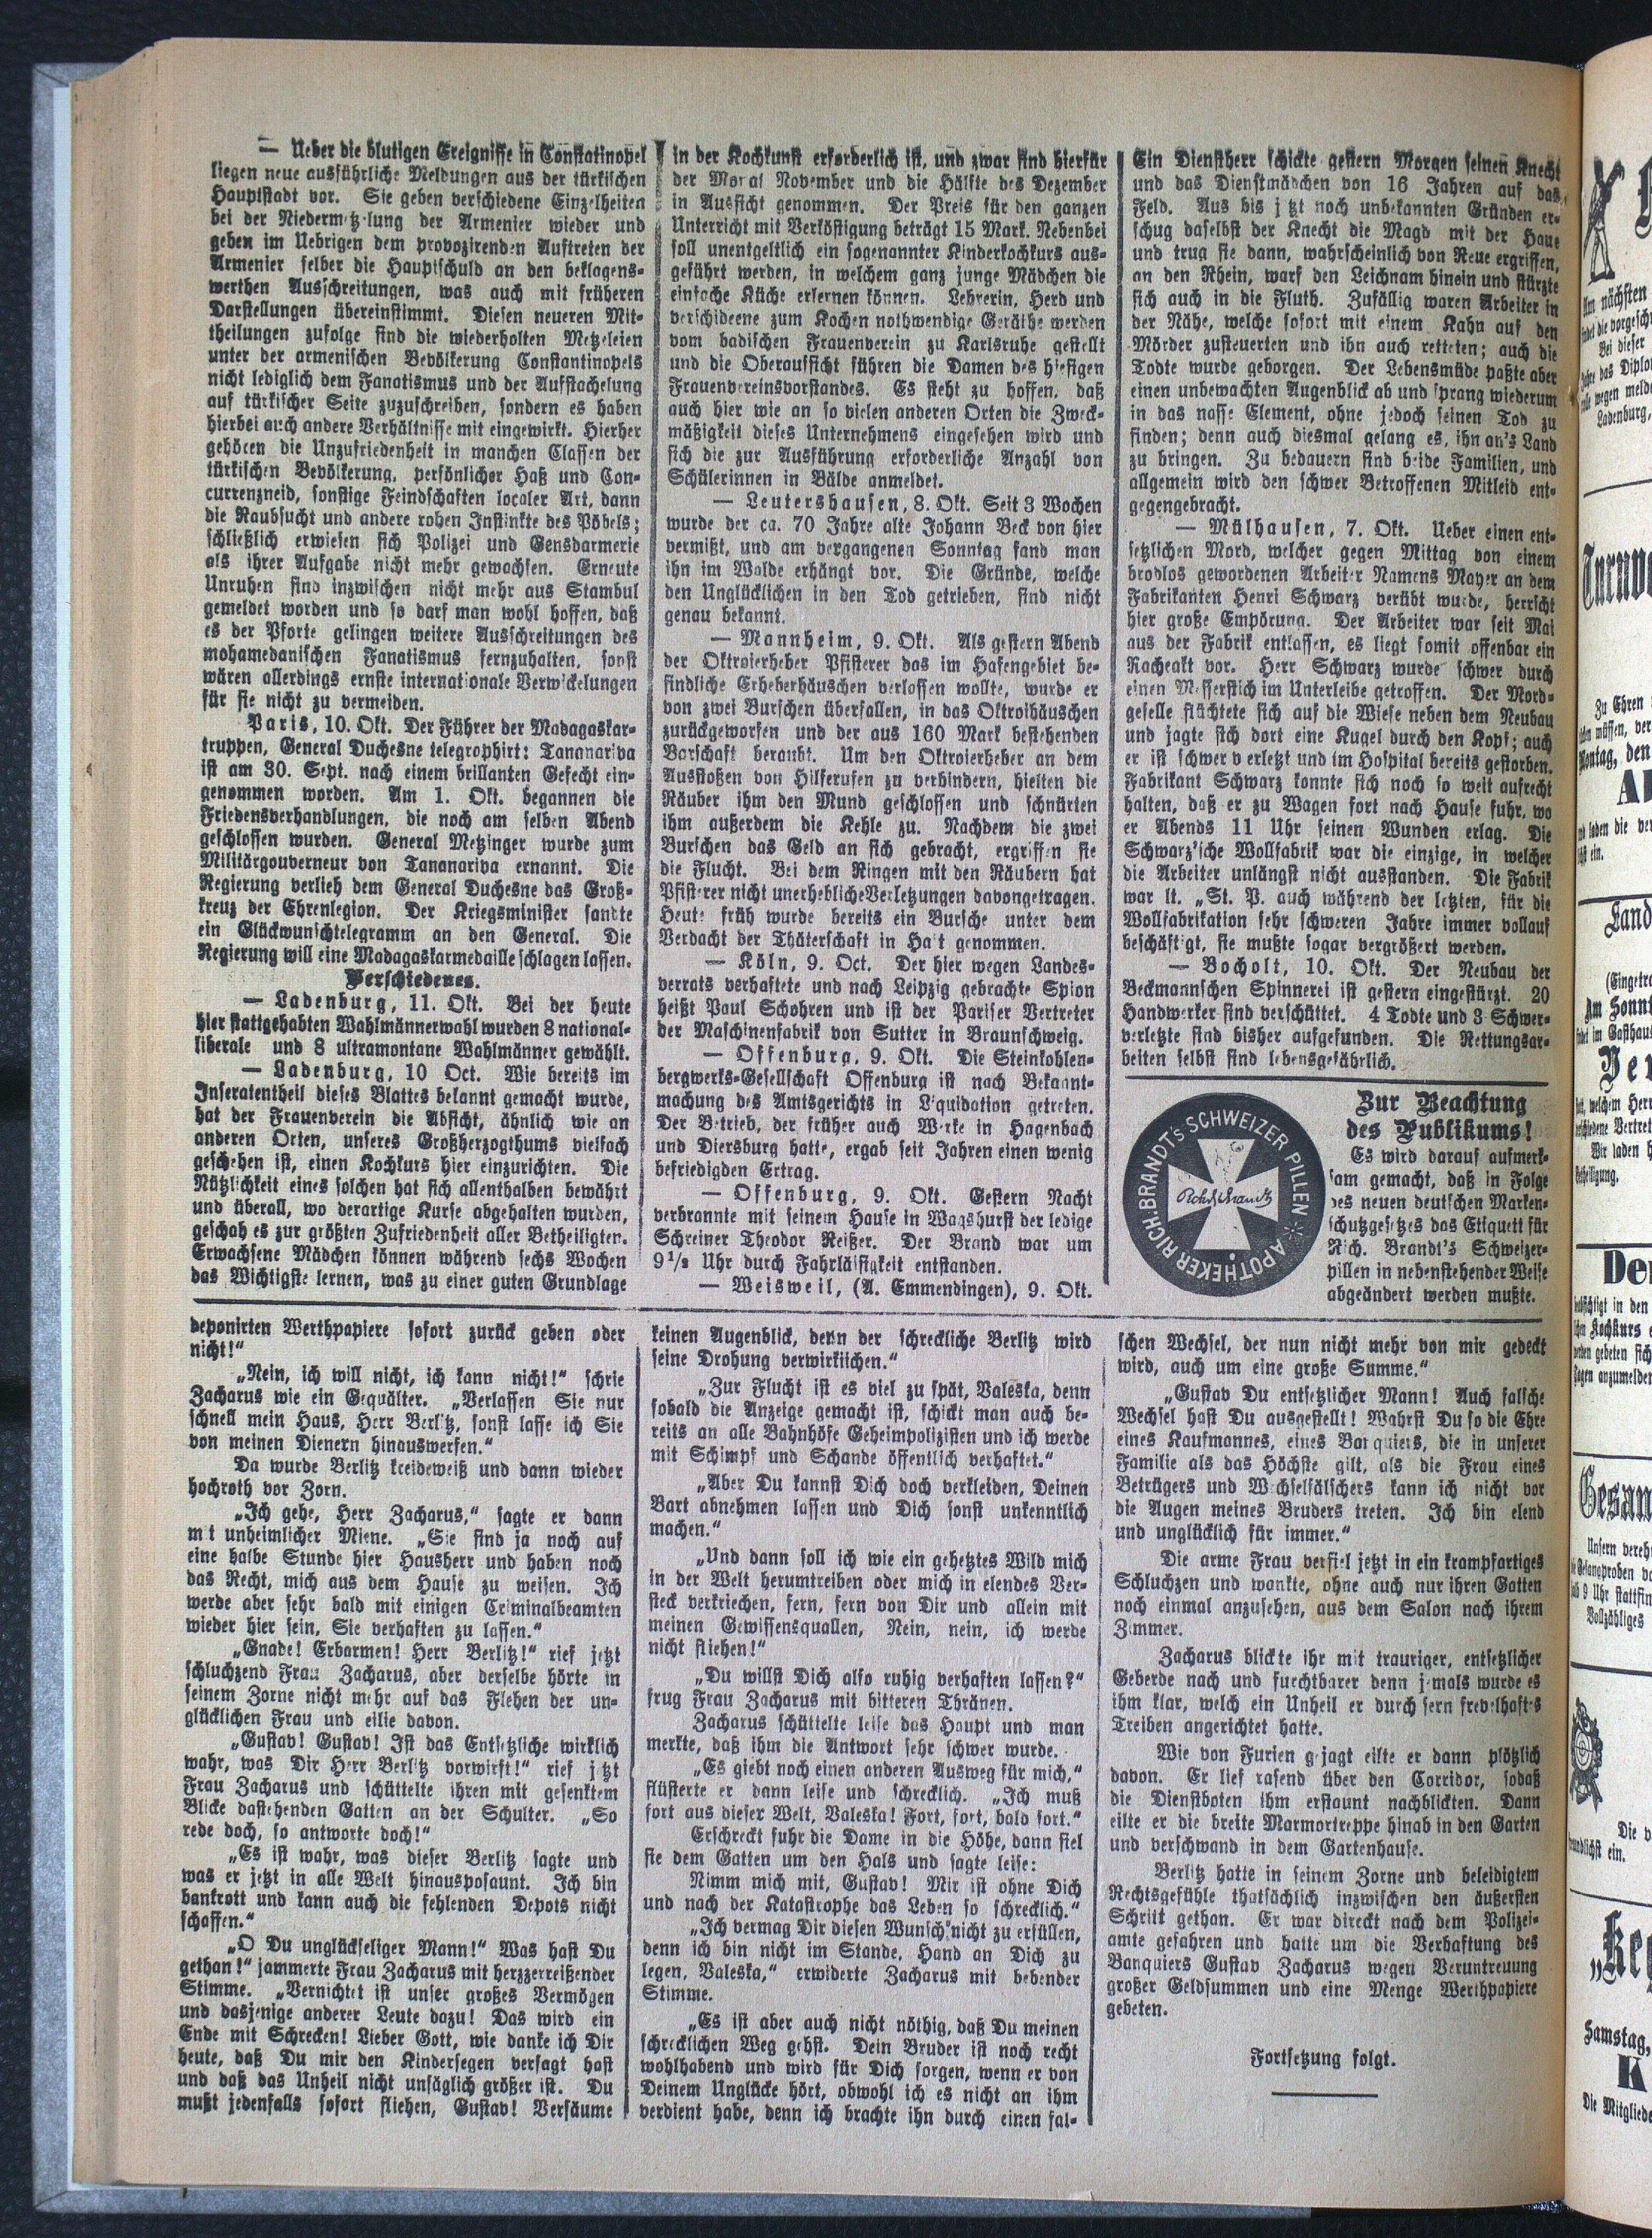 — Ueber die blutigen Ereignisse in Constatinopel
liegen neue ausführliche Meldungen aus der türkischen
Hauptstadt vor. Sie geben verschiedene Einzelheiten
bei der Niedermetzelung der Armenier wieder und
geben im Uebrigen dem provozirenden Auftreten der
Armenier selber die Hauptschuld an den beklagens-
werthen Ausschreitungen, was auch mit früheren
Darstellungen übereinstimmt. Diesen neueren Mit-
theilungen zufolge sind die wiederholten Metzeleien
unter der armenischen Bevölkerung Constantinopels
nicht lediglich dem Fanatismus und der Aufstachelung
auf türkischer Seite zuzuschreiben, sondern es haben
hierbei auch andere Verhältnisse mit eingewirkt. Hierher
gehören die Unzufriedenheit in manchen Classen der
türkischen Bevölkerung, persönlicher Haß und Con-
currenzneid, sonstige Feindschaften localer Art, dann
die Raubsucht und andere rohen Instinkte des Pöbels;
schließlich erwiesen sich Polizei und Gensdarmerie
als ihrer Aufgabe nicht mehr gewachsen. Erneute
Unruhen sind inzwischen nicht mehr aus Stambul
gemeldet worden und so darf man wohl hoffen, daß
es der Pforte gelingen weitere Ausschreitungen des
mohamedanischen Fanatismus fernzuhalten, sonst
wären allerdings ernste internationale Verwickelungen
für sie nicht zu vermeiden.
Paris, 10. Okt. Der Führer der Madagaskar-
truppen, General Duchesne telegrophirt: Tananariva
ist am 30. Sept. nach einem brillanten Gefecht ein-
genommen worden. Am 1. Okt. begannen die
Friedensverhandlungen, die noch am selben Abend
geschlossen wurden. General Metzinger wurde zum
Militärgouverneur von Tananariva ernannt. Die
Regierung verlieh dem General Duchesne das Groß-
kreuz der Ehrenlegion. Der Kriegsminister sandte
ein Glückwunschtelegramm an den General. Die
Regierung will eine Madagaskarmedaille schlagen lassen.
Verschiedenes.
— Ladenburg, 11. Okt. Bei der heute
hier stattgehabten Wahlmännerwahl wurden 8 national-
liberale und 8 ultramontane Wahlmänner gewählt.
— Ladenburg, 10 Oct. Wie bereits im
Inseratentheil dieses Blattes bekannt gemacht wurde,
hat der Frauenverein die Absicht, ähnlich wie an
anderen Orten, unseres Großherzogthums vielfach
geschehen ist, einen Kochkurs hier einzurichten. Die
Nützlichkeit eines solchen hat sich allenthalben bewährt
und überall, wo derartige Kurse abgehalten wurden,
geschah es zur größten Zufriedenheit aller Betheiligten.
Erwachsene Mädchen können während sechs Wochen
das Wichtigste lernen, was zu einer guten Grundlage
in der Kochkunst erforderlich ist, und zwar sind hierfür
der Monat November und die Hälfte des Dezember
in Aussicht genommen. Der Preis für den ganzen
Unterricht mit Verköstigung beträgt 15 Mark. Nebenbei
soll unentgeltlich ein sogenannter Kinderkochkurs aus-
geführt werden, in welchem ganz junge Mädchen die
einfache Küche erlernen können. Lehrerin, Herd und
verschideene zum Kochen nothwendige Geräthe werden
vom badischen Frauenverein zu Karlsruhe gestellt
und die Oberaufsicht führen die Damen des hiesigen
Frauenvereinsvorstandes. Es steht zu hoffen, daß
auch hier wie an so vielen anderen Orten die Zweck-
mäßigkeit dieses Unternehmens eingesehen wird und
sich die zur Ausführung erforderliche Anzahl von
Schülerinnen in Bälde anmeldet.
— Leutershausen, 8. Okt. Seit 3 Wochen
wurde der ca. 70 Jahre alte Johann Beck von hier
vermißt, und am vergangenen Sonntag fand man
ihn im Walde erhängt vor. Die Gründe, welche
den Unglücklichen in den Tod getrieben, sind nicht
genau bekannt.
— Mannheim, 9. Okt. Als gestern Abend
der Oktroierheber Pfisterer das im Hafengebiet be-
findliche Erheberhäuschen verlossen wollte, wurde er
von zwei Burschen überfallen, in das Oktroihäuschen
zurückgeworfen und der aus 160 Mark bestehenden
Barschaft beraubt. Um den Oktroierheber an dem
Ausstoßen von Hilferufen zu verhindern, hielten die
Räuber ihm den Mund geschlossen und schnürten
ihm außerdem die Kehle zu. Nachdem die zwei
Burschen das Geld an sich gebracht, ergriffen sie
die Flucht. Bei dem Ringen mit den Räubern hat
Pfisterer nicht unerhebliche Verletzungen davongetragen.
Heute früh wurde bereits ein Bursche unter dem
Verdacht der Thäterschaft in Haft genommen.
— Köln, 9. Oct. Der hier wegen Landes-
verrats verhaftete und nach Leipzig gebrachte Spion
heißt Paul Schohren und ist der Pariser Vertreter
der Maschinenfabrik von Sutter in Braunschweig.
— Offenburg, 9. Okt. Die Steinkohlen-
bergwerks-Gesellschaft Offenburg ist nach Bekannt-
machung des Amtsgerichts in Liquidation getreten.
Der Betrieb, der früher auch Werke in Hagenbach
und Diersburg hatte, ergab seit Jahren einen wenig
befriedigden Ertrag.
— Offenburg, 9. Okt. Gestern Nacht
verbrannte mit seinem Hause in Wagshurst der ledige
Schreiner Theodor Reißer. Der Brand war um
9½ Uhr durch Fahrläisigkeit entstanden.
— Weisweil, (A. Emmendingen), 9. Okt.
Ein Dienstherr schickte gestern Morgen seinen Knecht
und das Dienstmädchen von 16 Jahren auf das
Feld. Aus bis jetzt noch unbekannten Gründen er-
schug daselbst der Knecht die Magd mit der Haue
und trug sie dann, wahrscheinlich von Reue ergriffen,
an den Rhein, warf den Leichnam hinein und stürzte
sich auch in die Fluth. Zufällig waren Arbeiter in
der Nähe, welche sofort mit einem Kahn auf den
Mörder zusteuerten und ihn auch retteten; auch die
Todte wurde geborgen. Der Lebensmüde paßte aber
einen unbewachten Augenblick ab und sprang wiederum
in das nasse Element, ohne jedoch seinen Tod zu
finden; denn auch diesmal gelang es, ihn an's Land
zu bringen. Zu bedauern sind beide Familien, und
allgemein wird den schwer Betroffenen Mitleid ent-
gegengebracht.
— Mülhausen, 7. Okt. Ueber einen ent-
setzlichen Mord, welcher gegen Mittag von einem
brodlos gewordenen Arbeiter Namens Mayer an dem
Fabrikanten Henri Schwarz verübt wurde, herrscht
hier große Empörung. Der Arbeiter war seit Mai
aus der Fabrik entlassen, es liegt somit offenbar ein
Racheakt vor. Herr Schwarz wurde schwer durch
einen Messerstich im Unterleibe getroffen. Der Mord-
geselle flüchtete sich auf die Wiese neben dem Neubau
und jagte sich dort eine Kugel durch den Kopf; auch
er ist schwer verletzt und im Hospital bereits gestorben.
Fabrikant Schwarz konnte sich noch so weit aufrecht
halten, daß er zu Wagen fort nach Hause fuhr, wo
er Abends 11 Uhr seinen Wunden erlag. Die
Schwarz'sche Wollfabrik war die einzige, in welcher
die Arbeiter unlängst nicht ausstanden. Die Fabrik
war lt. „St. P. auch während der letzten, für die
Wollfabrikation sehr schweren Jahre immer vollauf
beschäftigt, sie mußte sogar vergrößert werden.
— Bocholt, 10. Okt. Der Neubau der
Beckmannschen Spinnerei ist gestern eingestürzt. 20
Handwerker sind verschüttet. 4 Todte und 3 Schwer-
verletzte sind bisher aufgefunden. Die Rettungsar-
beiten selbst sind lebensgefährlich.
APOTHEKER RICH. BRANDT'S SCHWEIZER PILLEN
Zur Beachtung
des Publikums!
Es wird darauf aufmerk-
sam gemacht, daß in Folge
des neuen deutschen Marken-
schutzgesetzes das Etiquett für
Rich. Brandt's Schweizer-
pillen in nebenstehender Weise
abgeändert werden mußte.
deponirten Werthpapiere sofort zurück geben oder
nicht!“
„Nein, ich will nicht, ich kann nicht!“ schrie
Zacharus wie ein Gequälter. „Verlassen Sie nur
schnell mein Haus, Herr Berlitz, sonst lasse ich Sie
von meinen Dienern hinauswerfen.“
Da wurde Berlitz kreideweiß und dann wieder
hochroth vor Zorn.
„Ich gehe, Herr Zacharus,“ sagte er dann
mit unheimlicher Miene. „Sie sind ja noch auf
eine halbe Stunde hier Hausherr und haben noch
das Recht, mich aus dem Hause zu weisen. Ich
werde aber sehr bald mit einigen Criminalbeamten
wieder hier sein, Sie verhaften zu lassen.“
„Gnade! Erbarmen! Herr Berlitz!“ rief jetzt
schluchzend Frau Zacharus, aber derselbe hörte in
seinem Zorne nicht mehr auf das Flehen der un-
glücklichen Frau und eilie davon.
„Gustav! Gustav! Ist das Entsetzliche wirklich
wahr, was Dir Herr Berlitz vorwirft!“ rief jetzt
Frau Zacharus und schüttelte ihren mit gesenktem
Blicke dastehenden Gatten an der Schulter. „So
rede doch, so antworte doch!“
„Es ist wahr, was dieser Berlitz sagte und
was er jetzt in alle Welt hinausposaunt. Ich bin
bankrott und kann auch die fehlenden Depots nicht
schaffen.“
„O Du unglückseliger Mann!“ Was hast Du
gethan!“ jammerte Frau Zacharus mit herzzerreißender
Stimme. „Vernichtet ist unser großes Vermögen
und dasjenige anderer Leute dazu! Das wird ein
Ende mit Schrecken! Lieber Gott, wie danke ich Dir
heute, daß Du mir den Kindersegen versagt hast
und daß das Unheil nicht unsäglich größer ist. Du
mußt jedenfalls sofort fliehen, Gustav! Versäume
keinen Augenblick, denn der schreckliche Berlitz wird
seine Drohung verwirklichen.“
„Zur Flucht ist es viel zu spät, Valeska, denn
sobald die Anzeige gemacht ist, schickt man auch be-
reits an alle Bahnhöfe Geheimpolizisten und ich werde
mit Schimpf und Schande öffentlich verhaftet.“
„Aber Du kannst Dich doch verkleiden, Deinen
Bart abnehmen lassen und Dich sonst unkenntlich
machen.“
„Und dann soll ich wie ein gehetztes Wild mich
in der Welt herumtreiben oder mich in elendes Ver-
steck verkriechen, fern, fern von Dir und allein mit
meinen Gewissensquallen, Nein, nein, ich werde
nicht fliehen!“
„Du willst Dich also ruhig verhaften lassen?“
frug Frau Zacharus mit bitteren Thränen.
Zacharus schüttelte leise das Haupt und man
merkte, daß ihm die Antwort sehr schwer wurde.
„Es giebt noch einen anderen Ausweg für mich,“
flüsterte er dann leise und schrecklich. „Ich muß
fort aus dieser Welt, Valeska! Fort, fort, bald fort.“
Erschreckt fuhr die Dame in die Höhe, dann fiel
sie dem Gatten um den Hals und sagte leise:
Nimm mich mit, Gustav! Mir ist ohne Dich
und nach der Katastrophe das Leben so schrecklich.“
„Ich vermag Dir diesen Wunsch nicht zu erfüllen,
denn ich bin nicht im Stande, Hand an Dich zu
legen, Valeska,“ erwiderte Zacharus mit bebender
Stimme.
„Es ist aber auch nicht nöthig, daß Du meinen
schrecklichen Weg gehst. Dein Bruder ist noch recht
wohlhabend und wird für Dich sorgen, wenn er von
Deinem Unglücke hört, obwohl ich es nicht an ihm
verdient habe, denn ich brachte ihn durch einen fal-
schen Wechsel, der nun nicht mehr von mir gedeckt
wird, auch um eine große Summe.“
„Gustav Du entsetzlicher Mann! Auch falsche
Wechsel hast Du ausgestellt! Wahrst Du so die Ehre
eines Kaufmannes, eines Banquiers, die in unserer
Familie als das Höchste gilt, als die Frau eines
Betrügers und Wechselfälschers kann ich nicht vor
die Augen meines Bruders treten. Ich bin elend
und unglücklich für immer.“
Die arme Frau verfiel jetzt in ein krampfartiges
Schluchzen und wankte, ohne auch nur ihren Gatten
noch einmal anzusehen, aus dem Salon nach ihrem
Zimmer.
Zacharus blickte ihr mit trauriger, entsetzlicher
Geberde nach und furchtbarer denn jemals wurde es
ihm klar, welch ein Unheil er durch sern frevelhaftes
Treiben angerichtet hatte.
Wie von Furien gejagt eilte er dann plötzlich
davon. Er lief rasend über den Corridor, sodaß
die Dienstboten ihm erstaunt nachblickten. Dann
eilte er die breite Marmortreppe hinab in den Garten
und verschwand in dem Gartenhause.
Berlitz hatte in seinem Zorne und beleidigtem
Rechtsgefühle thatsächlich inzwischen den äußersten
Schritt gethan. Er war direct nach dem Polizei-
amte gefahren und hatte um die Verhaftung des
Banquiers Gustav Zacharus wegen Veruntreuung
großer Geldsummen und eine Menge Werthpapiere
gebeten.
Fortsetzung folgt.